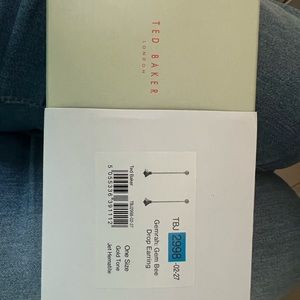 TED BAKER
LONDON
TBJ 2998-02-27
Gemrah: Gem Bee
Drop Earring
One Size
Gold Tone
Jet Hematite
Ted Baker
TBJ2998-02-27
5 055336 391112